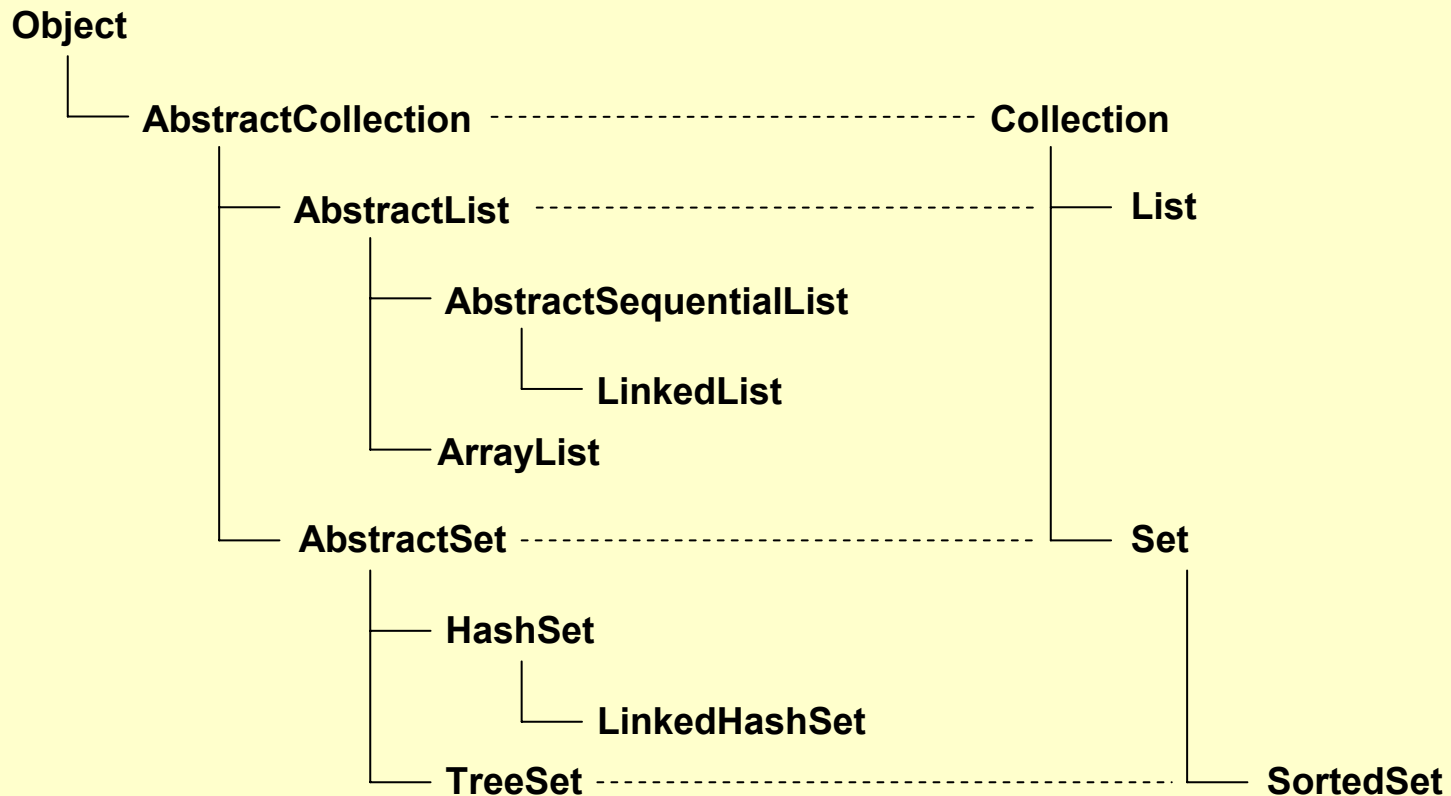 Object
AbstractCollection Collection
AbstractList List
AbstractSequentialList
LinkedList
ArrayList
AbstractSet Set
HashSet
LinkedHashSet
TreeSet SortedSet